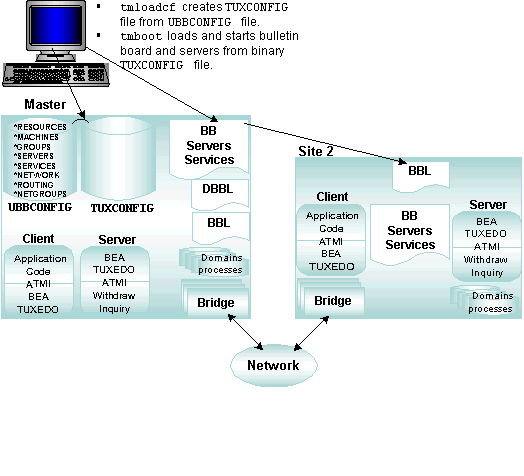 • tmloadcf creates TUXCONFIG
file from UBBCONFIG file.
• tmboot loads and starts bulletin
board and servers from binary
TUXCONFIG file.
Master
*RESOURCES
*MACHINES
*GROUPS
*SERVERS
*SERVICES
*NETWORK
*ROUTING
*NETGROUPS
UBBCONFIG
TUXCONFIG
BB
Servers
Services
DBBL
BBL
Domains
processes
Bridge
Client
Application
Code
ATMI
BEA
TUXEDO
Server
BEA
TUXEDO
ATMI
Withdraw
Inquiry
Site 2
BBL
Client
Application
Code
ATMI
BEA
TUXEDO
BB
Servers
Services
Server
BEA
TUXEDO
ATMI
Withdraw
Inquiry
Bridge
Domains
processes
Network